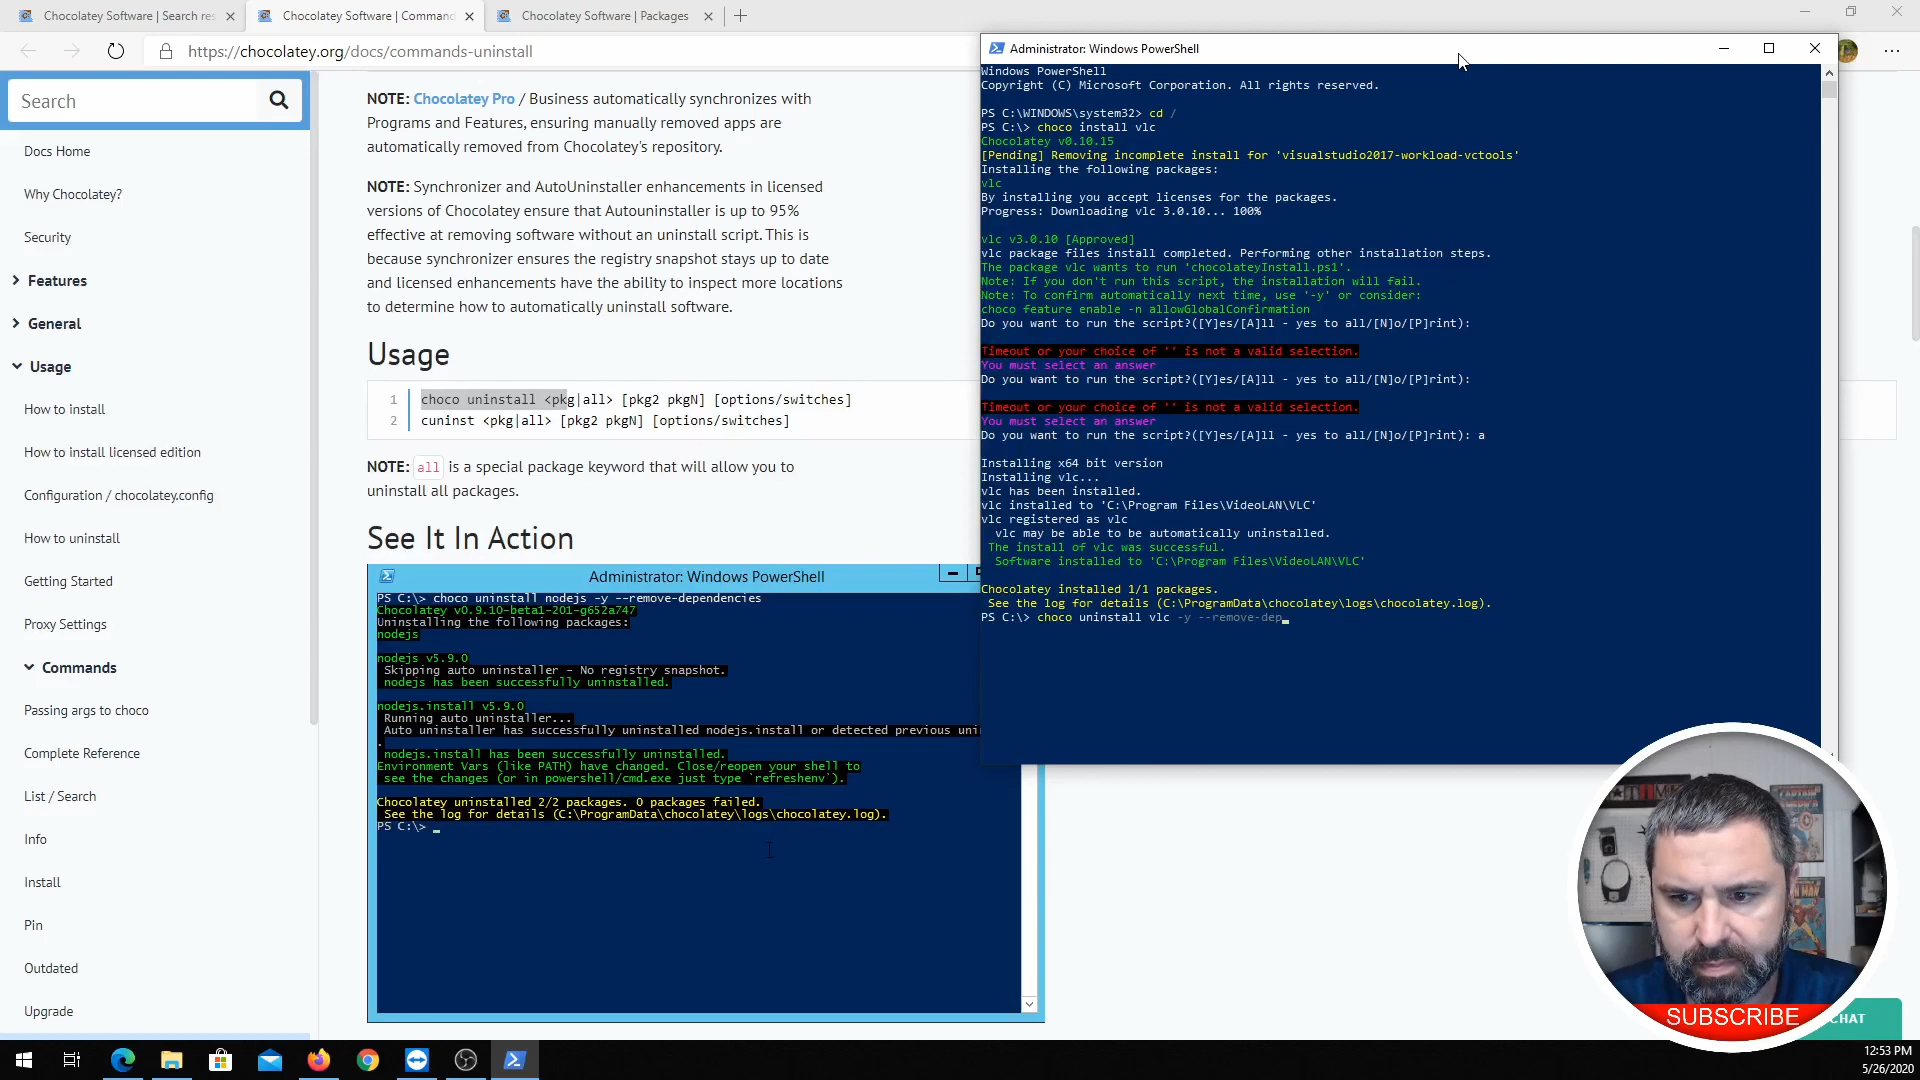 Chocolatey Software | Search res
Chocolatey Software | Comman
Chocolatey Software | Packages
https://chocolatey.org/docs/commands-uninstall
Search
Docs Home
Why Chocolatey?
Security
Features
General
Usage
How to install
How to install licensed edition
Configuration / chocolatey.config
How to uninstall
Getting Started
Proxy Settings
Commands
Passing args to choco
Complete Reference
List / Search
Info
Install
Pin
Outdated
Upgrade
NOTE: Chocolatey Pro / Business automatically synchronizes with
Programs and Features, ensuring manually removed apps are
automatically removed from Chocolatey's repository.
NOTE: Synchronizer and AutoUninstaller enhancements in licensed
versions of Chocolatey ensure that Autouninstaller is up to 95%
effective at removing software without an uninstall script. This is
because synchronizer ensures the registry snapshot stays up to date
and licensed enhancements have the ability to inspect more locations
to determine how to automatically uninstall software.
Usage
1 choco uninstall <pkg|all> [pkg2 pkgN] [options/switches]
2 cuninst <pkg|all> [pkg2 pkgN] [options/switches]
NOTE: all is a special package keyword that will allow you to
uninstall all packages.
See It In Action
Administrator: Windows PowerShell
PS C:\> choco uninstall nodejs -y --remove-dependencies
Chocolatey v0.9.10-beta1-201-g652a747
Uninstalling the following packages:
nodejs
nodejs v5.9.0
Skipping auto uninstaller - No registry snapshot.
nodejs has been successfully uninstalled.
nodejs.install v5.9.0
Running auto uninstaller...
Auto uninstaller has successfully uninstalled nodejs.install or detected previous uni
.
nodejs.install has been successfully uninstalled.
Environment Vars (like PATH) have changed. Close/reopen your shell to
see the changes (or in powershell/cmd.exe just type `refreshenv`).
Chocolatey uninstalled 2/2 packages. 0 packages failed.
See the log for details (C:\ProgramData\chocolatey\logs\chocolatey.log).
PS C:\>
Administrator: Windows PowerShell
Windows PowerShell
Copyright (C) Microsoft Corporation. All rights reserved.
PS C:\WINDOWS\system32> cd /
PS C:\> choco install vlc
Chocolatey v0.10.15
[Pending] Removing incomplete install for 'visualstudio2017-workload-vctools'
Installing the following packages:
vlc
By installing you accept licenses for the packages.
Progress: Downloading vlc 3.0.10... 100%
vlc v3.0.10 [Approved]
vlc package files install completed. Performing other installation steps.
The package vlc wants to run 'chocolateyInstall.ps1'.
Note: If you don't run this script, the installation will fail.
Note: To confirm automatically next time, use '-y' or consider:
choco feature enable -n allowGlobalConfirmation
Do you want to run the script?([Y]es/[A]ll - yes to all/[N]o/[P]rint):
Timeout or your choice of '' is not a valid selection.
You must select an answer
Do you want to run the script?([Y]es/[A]ll - yes to all/[N]o/[P]rint):
Timeout or your choice of '' is not a valid selection.
You must select an answer
Do you want to run the script?([Y]es/[A]ll - yes to all/[N]o/[P]rint): a
Installing x64 bit version
Installing vlc...
vlc has been installed.
vlc installed to 'C:\Program Files\VideoLAN\VLC'
vlc registered as vlc
vlc may be able to be automatically uninstalled.
The install of vlc was successful.
Software installed to 'C:\Program Files\VideoLAN\VLC'
Chocolatey installed 1/1 packages.
See the log for details (C:\ProgramData\chocolatey\logs\chocolatey.log).
PS C:\> choco uninstall vlc -y --remove-dep
SUBSCRIBE
CHAT
12:53 PM
5/26/2020